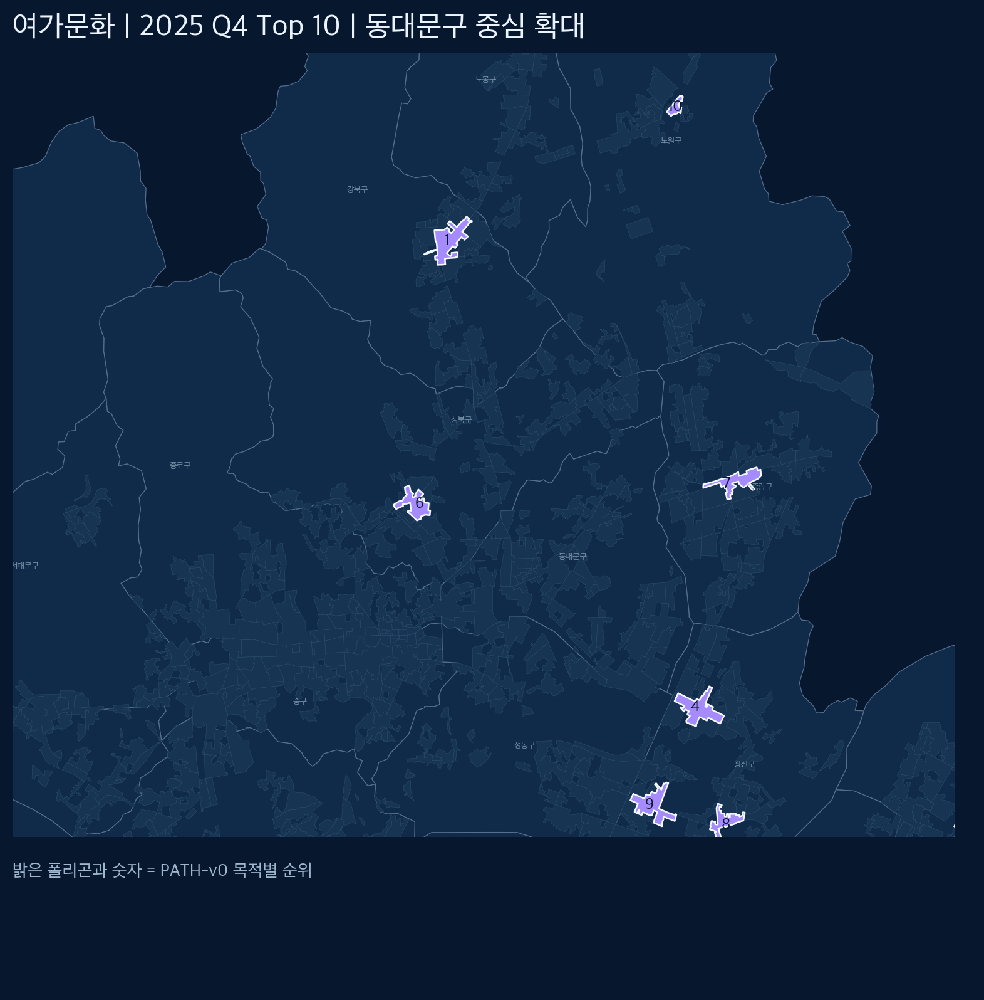 여가문화 | 2025 Q4 Top 10 | 동대문구 중심 확대
도봉구
10
노원구
강북구
1
성북구
종로구
7
중랑구
6
동대문구
서대문구
중구
4
성동구
광진구
9
8
밝은 폴리곤과 숫자 = PATH-v0 목적별 순위